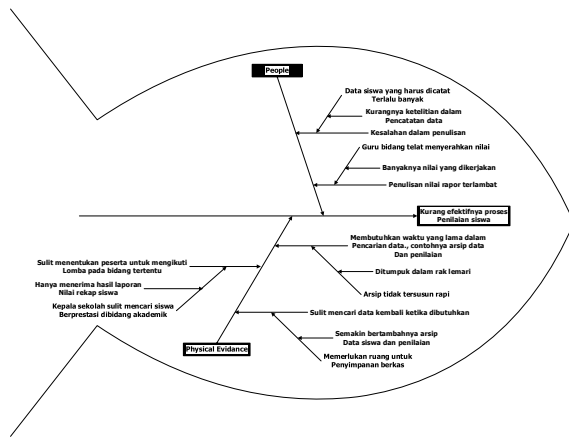 People
Data siswa yang harus dicatat
Terlalu banyak
Kurangnya ketelitian dalam
Pencatatan data
Kesalahan dalam penulisan
Guru bidang telat menyerahkan nilai
Banyaknya nilai yang dikerjakan
Penulisan nilai rapor terlambat
Kurang efektifnya proses
Penilaian siswa
Membutuhkan waktu yang lama dalam
Pencarian data., contohnya arsip data
Dan penilaian
Sulit menentukan peserta untuk mengikuti
Lomba pada bidang tertentu
Ditumpuk dalam rak lemari
Hanya menerima hasil laporan
Nilai rekap siswa
Arsip tidak tersusun rapi
Kepala sekolah sulit mencari siswa
Berprestasi dibidang akademik
Sulit mencari data kembali ketika dibutuhkan
Semakin bertambahnya arsip
Data siswa dan penilaian
Physical Evidance
Memerlukan ruang untuk
Penyimpanan berkas